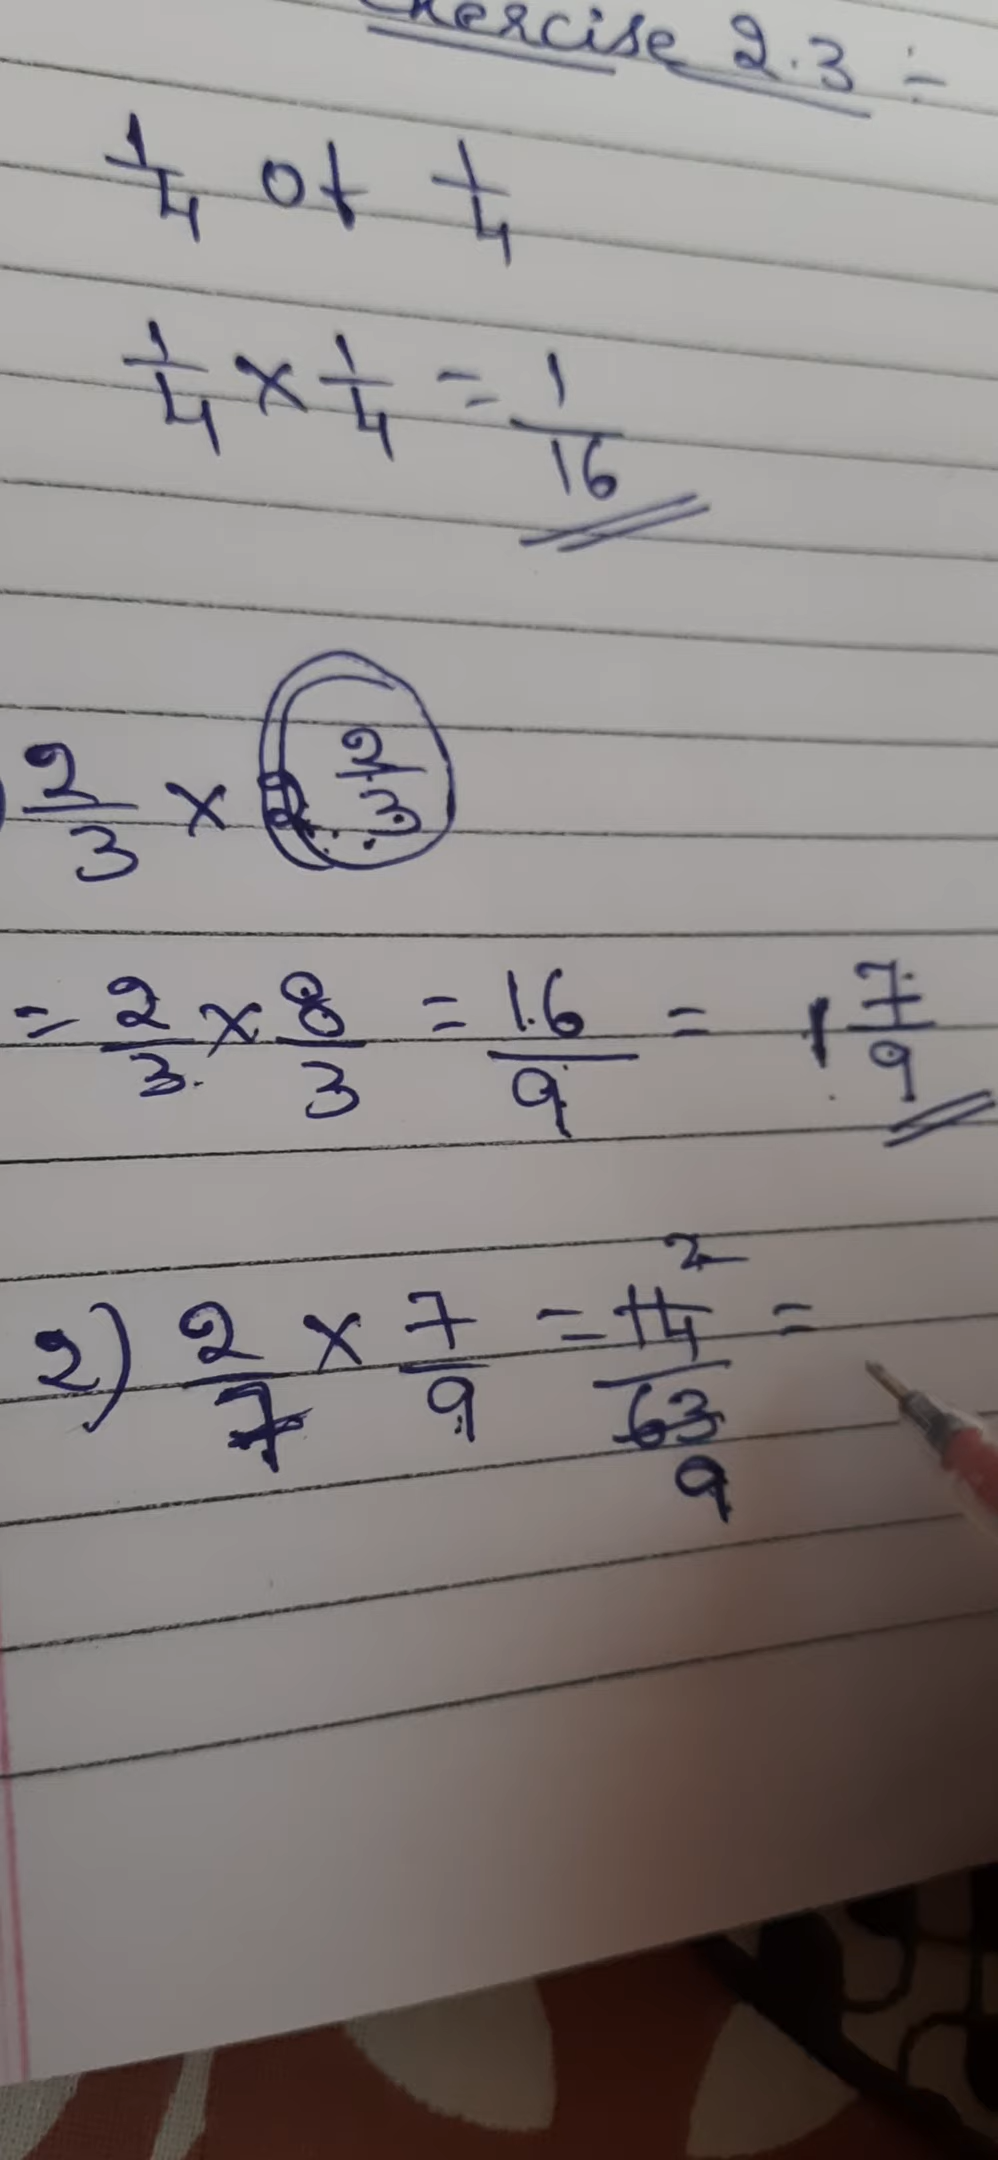 Exercise 2.3 :-
1/4 of 1/4
1/4 × 1/4 = 1/16
) 2/3 × 2 2/3
= 2/3 × 8/3 = 16/9 = 1 7/9
2) 2/7 × 7/9 = 14/63 2/9 =